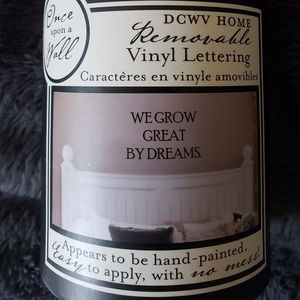 Once
upon a
Wall
DCWV HOME
Removable
Vinyl Lettering
Caractères en vinyle amovibles
WE GROW
GREAT
BY DREAMS.
Appears to be hand-painted.
Easy to apply, with no mess!